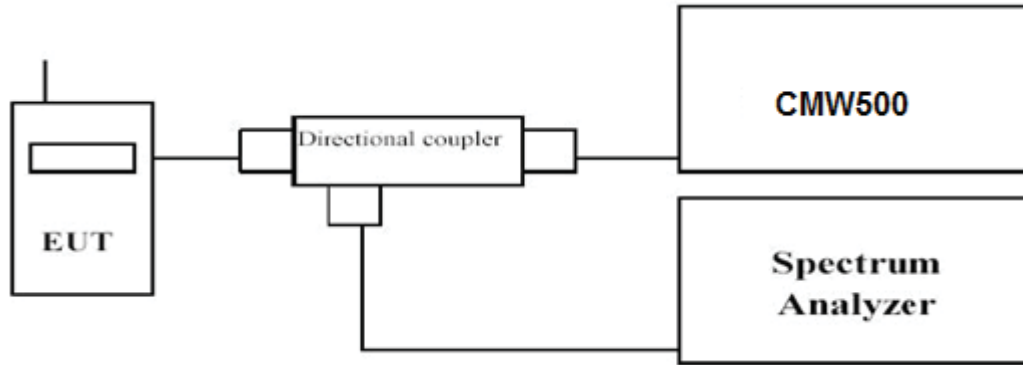 EUT
Directional coupler
CMW500
Spectrum
Analyzer